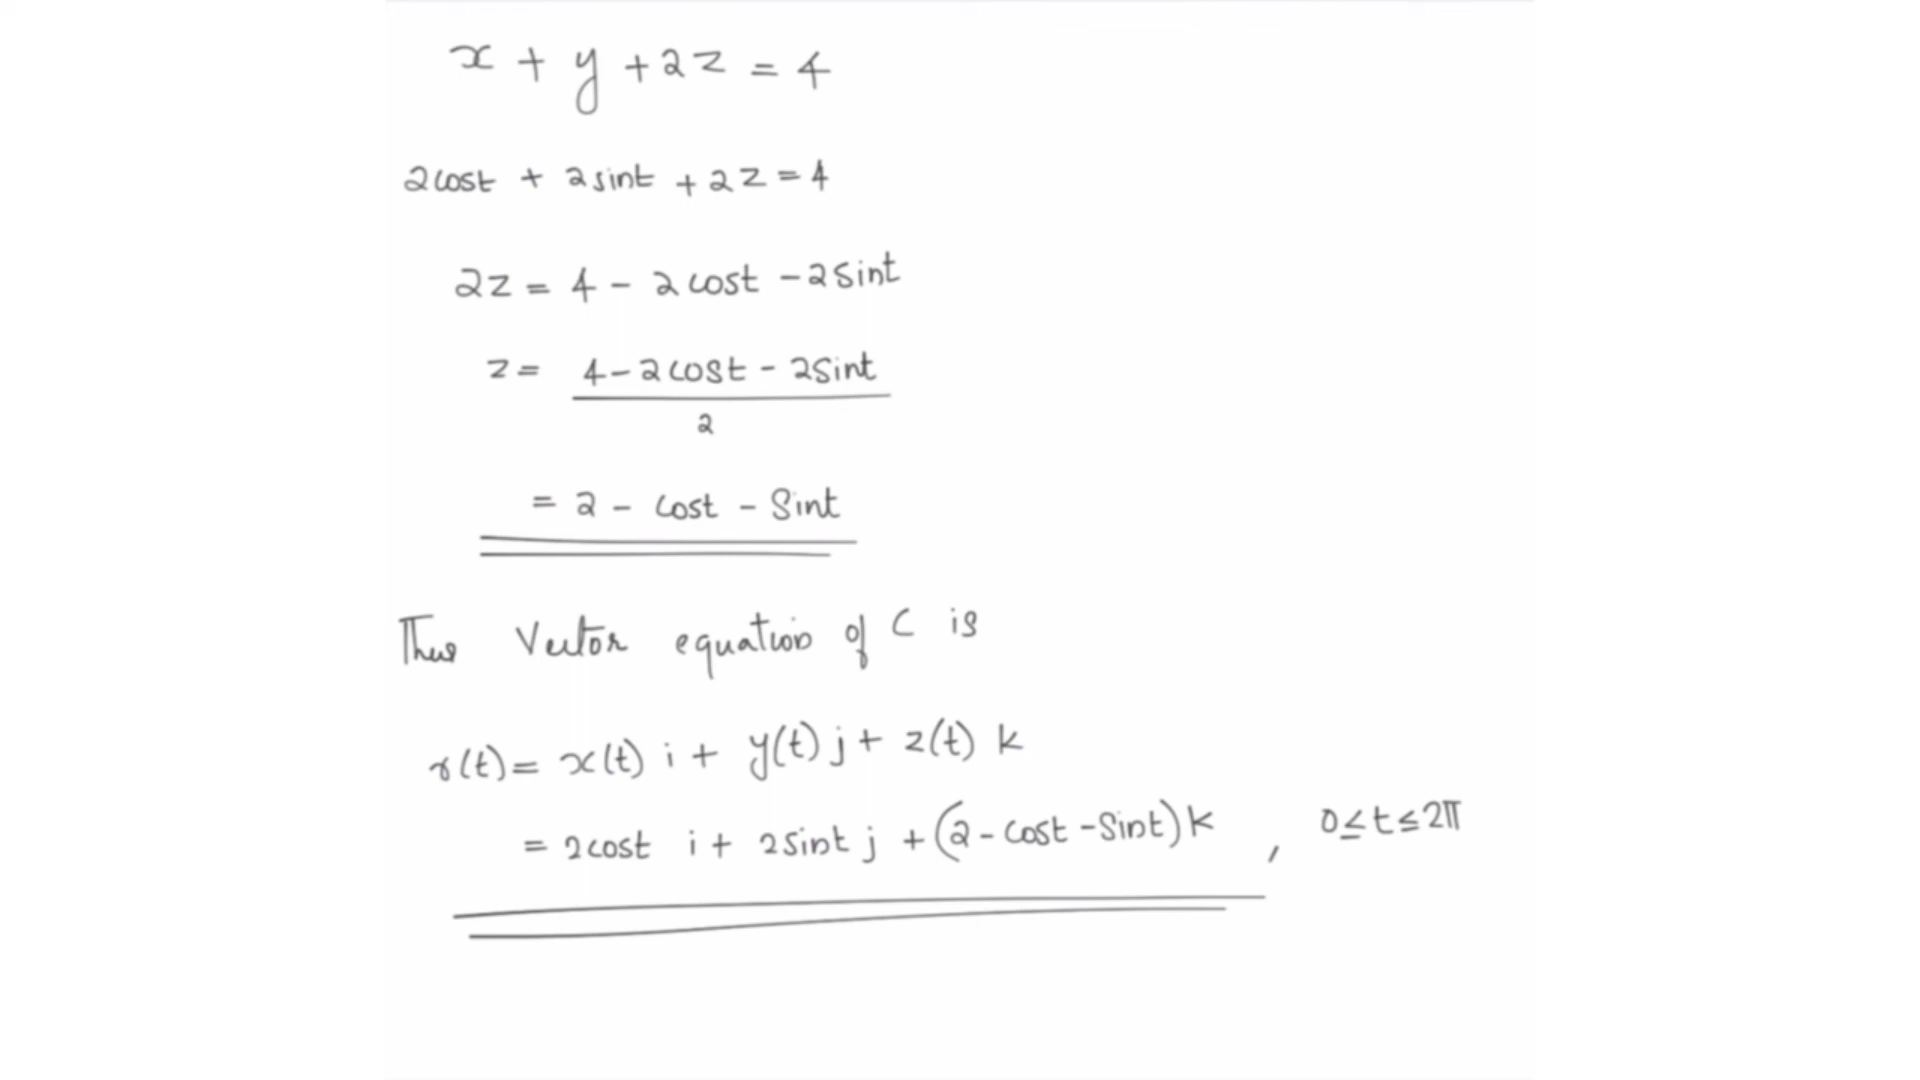 x + y + 2z = 4
2cost + 2sint + 2z = 4
2z = 4 - 2cost - 2sint
z = 4 - 2cost - 2sint
2
= 2 - cost - sint
Thus Vector equation of C is
r(t) = x(t) i + y(t) j + z(t) k
= 2cost i + 2sint j + (2 - cost - sint) k , 0 ≤ t ≤ 2π